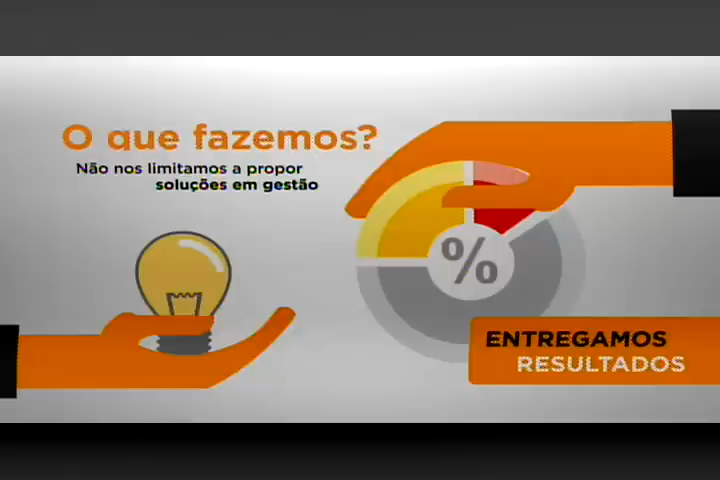 O que fazemos?
Não nos limitamos a propor
soluções em gestão
%
ENTREGAMOS
RESULTADOS